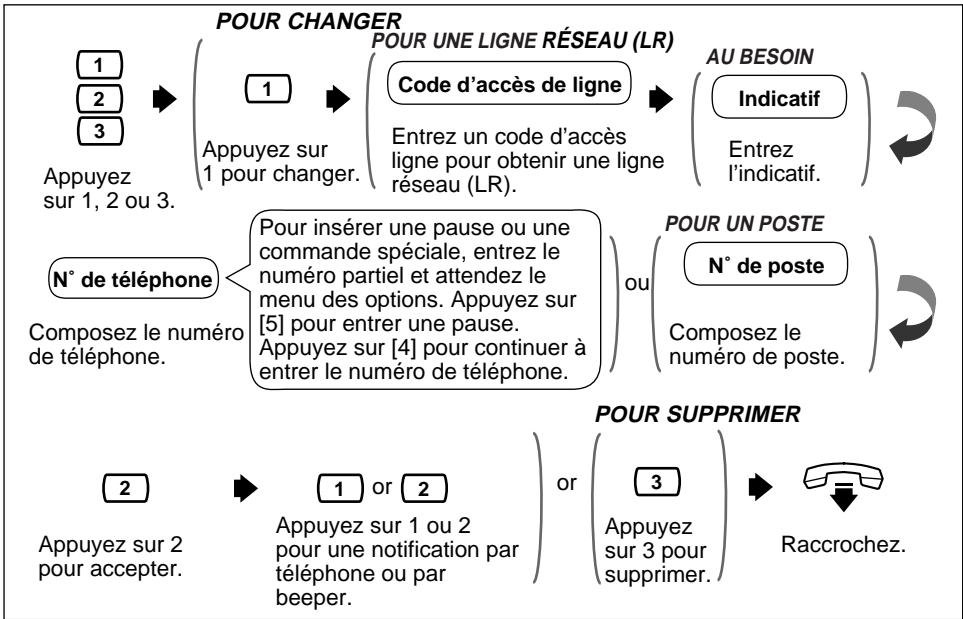 POUR CHANGER
POUR UNE LIGNE RÉSEAU (LR)
AU BESOIN
1
2
3
1
Code d'accès de ligne
Indicatif
Appuyez
sur 1, 2 ou 3.
Appuyez sur
1 pour changer.
Entrez un code d'accès
ligne pour obtenir une ligne
réseau (LR).
Entrez
l'indicatif.
N° de téléphone
Composez le numéro
de téléphone.
Pour insérer une pause ou une
commande spéciale, entrez le
numéro partiel et attendez le
menu des options. Appuyez sur
[5] pour entrer une pause.
Appuyez sur [4] pour continuer à
entrer le numéro de téléphone.
ou
POUR UN POSTE
N° de poste
Composez le
numéro de poste.
POUR SUPPRIMER
2
1 or 2
or
3
Appuyez sur 2
pour accepter.
Appuyez sur 1 ou 2
pour une notification par
téléphone ou par
beeper.
Appuyez
sur 3 pour
supprimer.
Raccrochez.